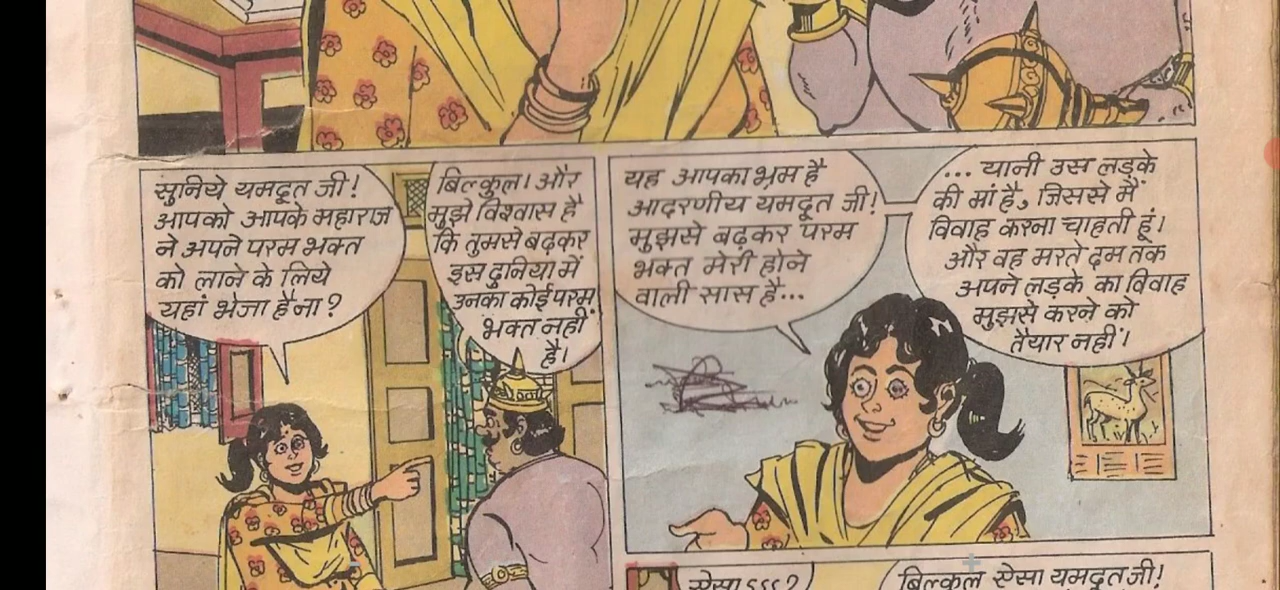 सुनिये यमदूत जी!
आपको आपके महाराज
ने अपने परम भक्त
को लाने के लिये
यहां भेजा है ना?
बिल्कुल। और
मुझे विश्वास है
कि तुमसे बढ़कर
इस दुनिया में
उनका कोई परम
भक्त नहीं
है।
यह आपका भ्रम है
आदरणीय यमदूत जी!
मुझसे बढ़कर परम
भक्त मेरी होने
वाली सास है...
... यानी उस लड़के
की मां है, जिससे मैं
विवाह करना चाहती हूं।
और वह मरते दम तक
अपने लड़के का विवाह
मुझसे करने को
तैयार नहीं।
ऐसा ऽऽऽ?
बिल्कुल ऐसा यमदूत जी!